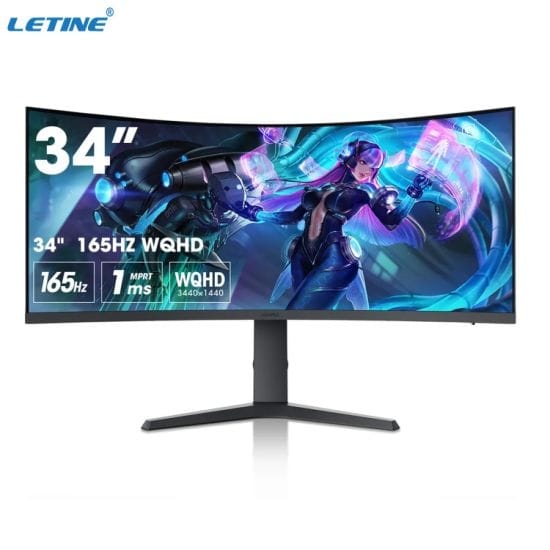 LETINE®
34"
34" 165HZ WQHD
165Hz
1 MPRT ms
WQHD
3440×1440